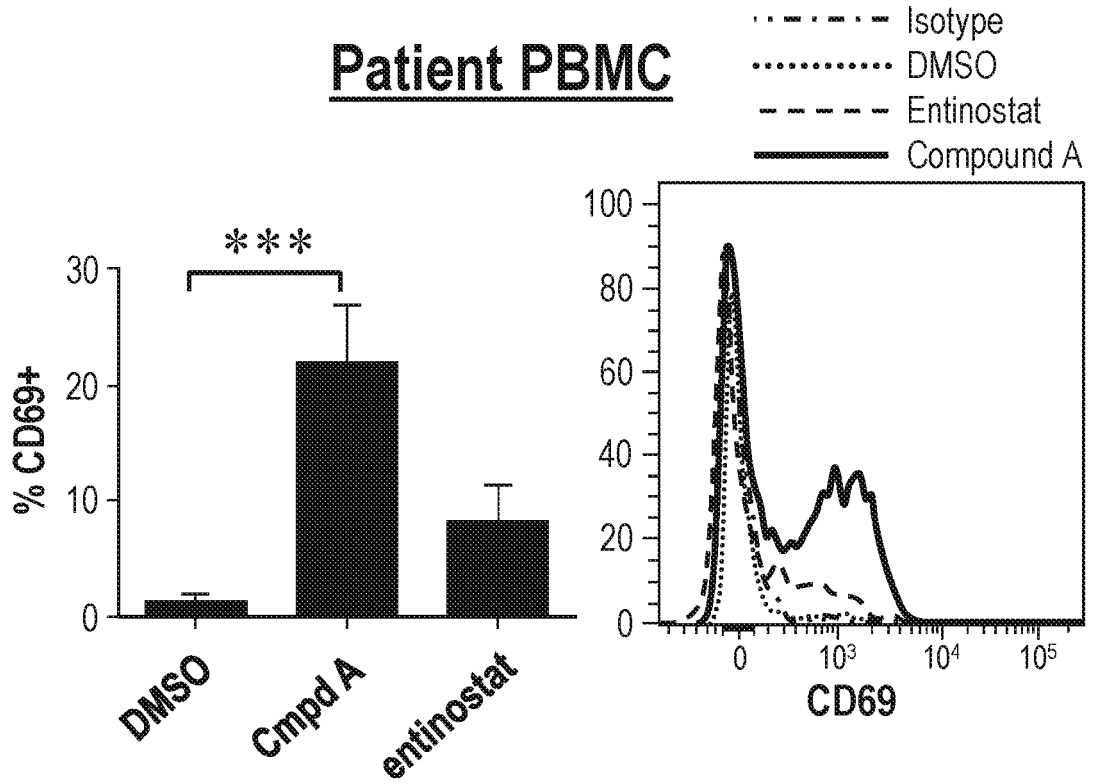 Patient PBMC
Isotype
DMSO
Entinostat
Compound A
***
% CD69+
30
20
10
0
DMSO
Cmpd A
entinostat
100
80
60
40
20
0
0
10³
10⁴
10⁵
CD69